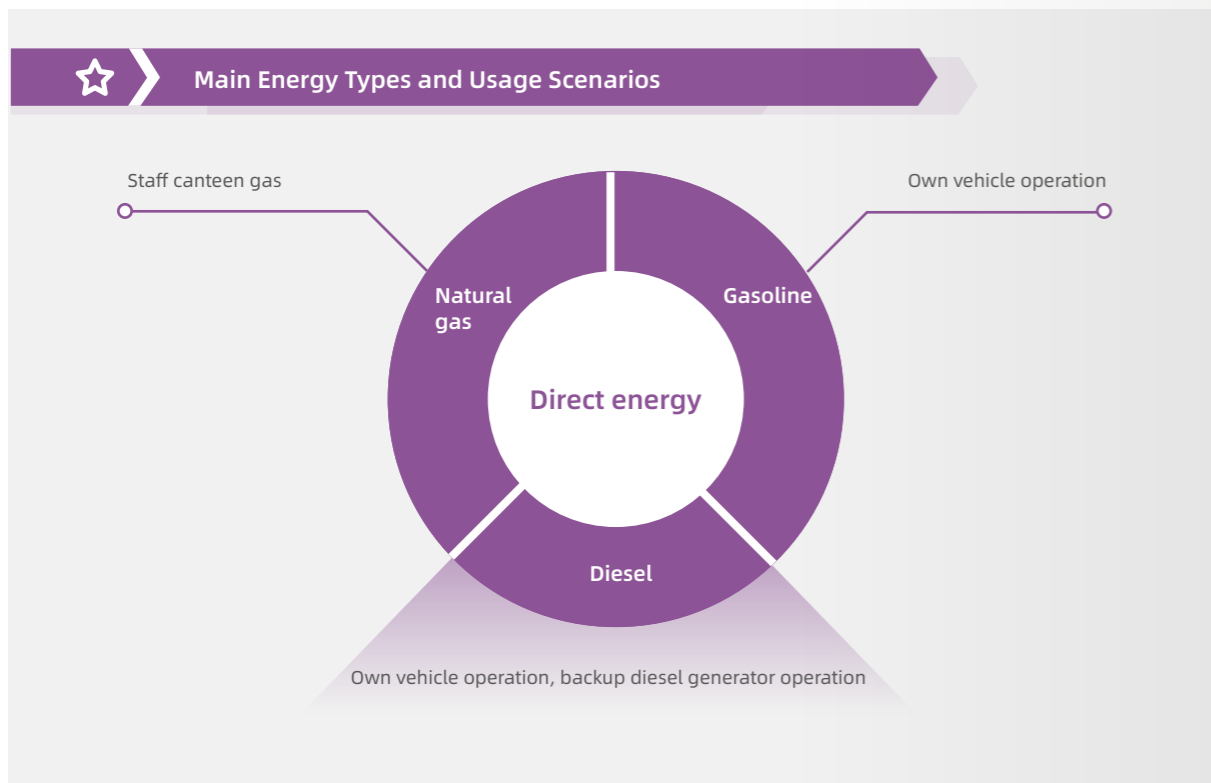 Main Energy Types and Usage Scenarios
Staff canteen gas
Own vehicle operation
Natural
gas
Gasoline
Direct energy
Diesel
Own vehicle operation, backup diesel generator operation